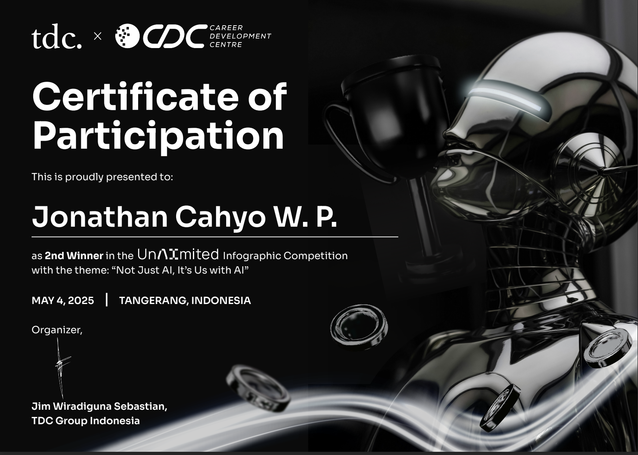 tdc. × CDC CAREER
DEVELOPMENT
CENTRE
Certificate of
Participation
This is proudly presented to:
Jonathan Cahyo W. P.
as 2nd Winner in the UnAImited Infographic Competition
with the theme: “Not Just AI, It’s Us with AI”
MAY 4, 2025 | TANGERANG, INDONESIA
Organizer,
Jim Wiradiguna Sebastian,
TDC Group Indonesia